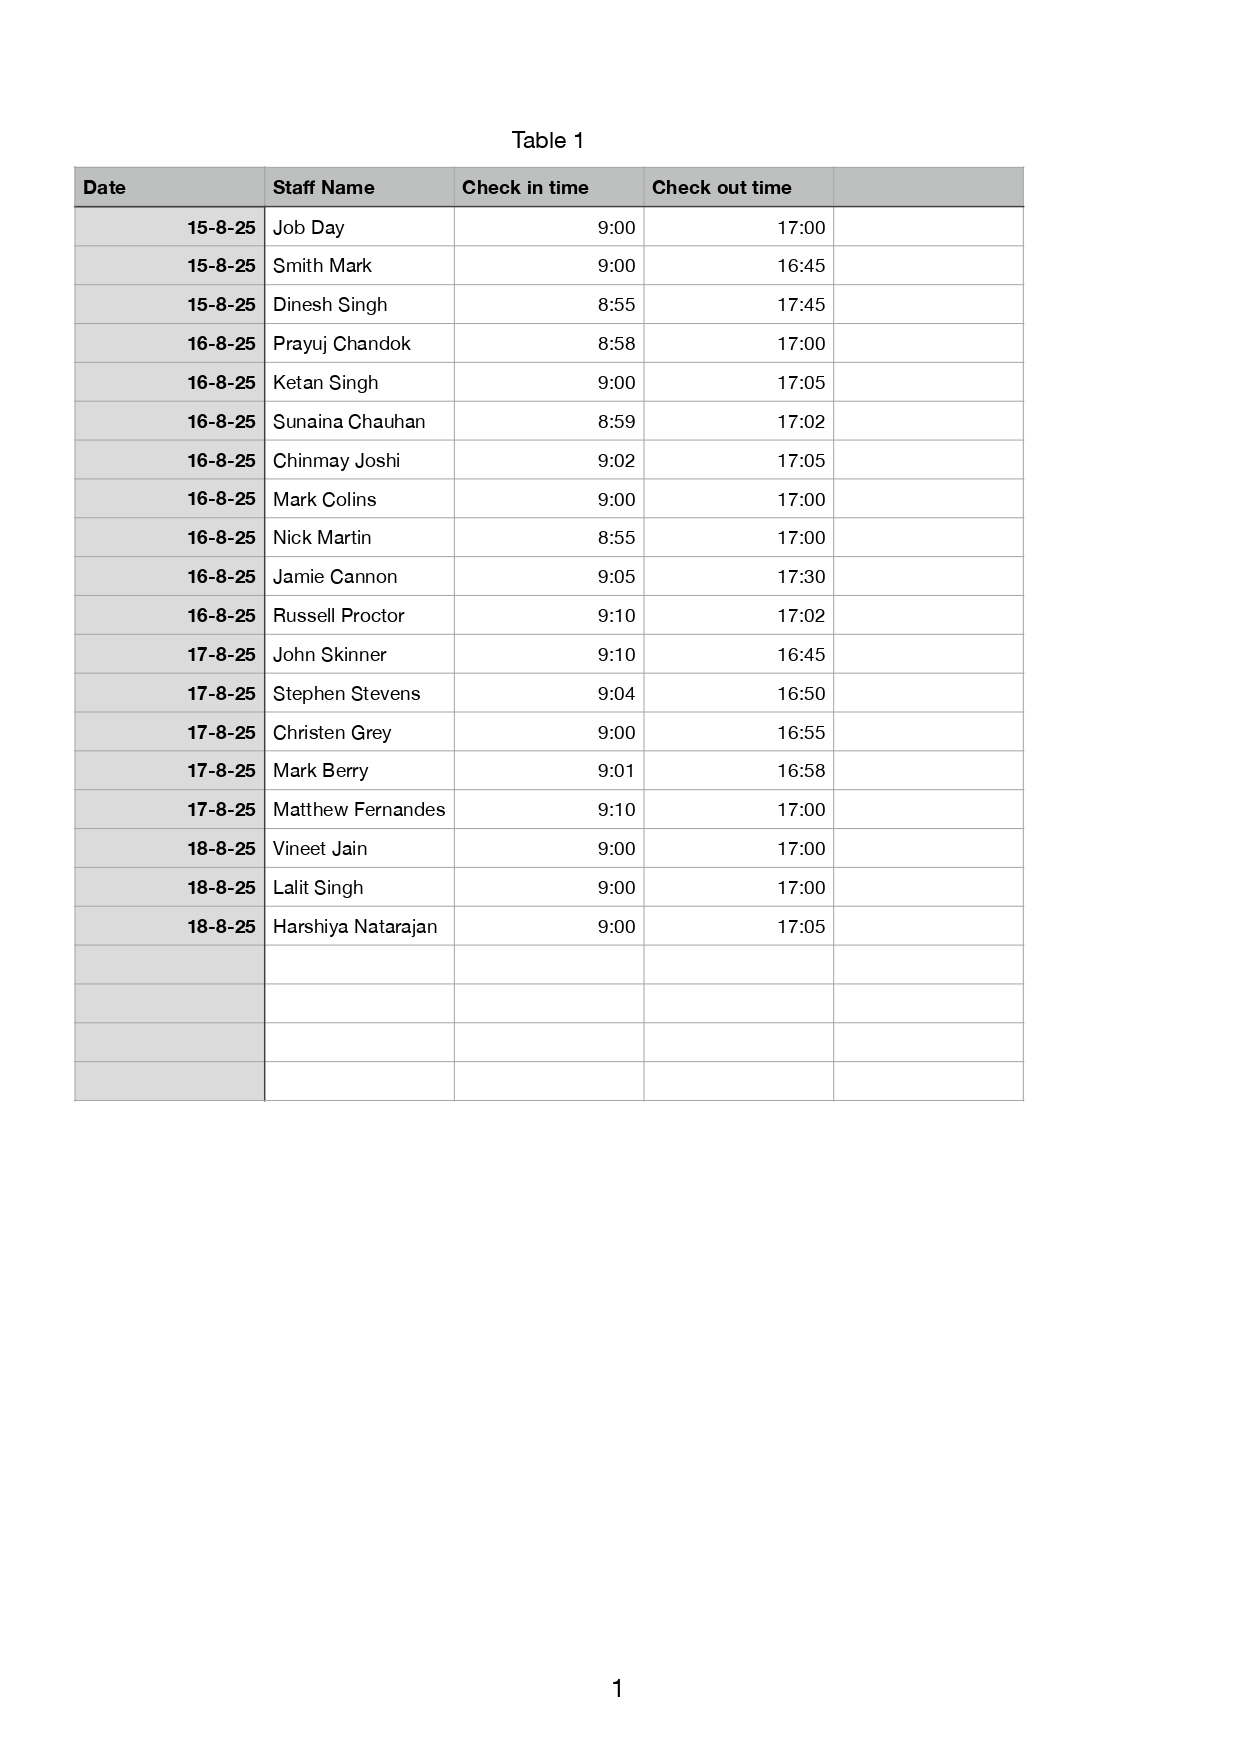 Table 1
Date Staff Name Check in time Check out time
15-8-25 Job Day 9:00 17:00
15-8-25 Smith Mark 9:00 16:45
15-8-25 Dinesh Singh 8:55 17:45
16-8-25 Prayuj Chandok 8:58 17:00
16-8-25 Ketan Singh 9:00 17:05
16-8-25 Sunaina Chauhan 8:59 17:02
16-8-25 Chinmay Joshi 9:02 17:05
16-8-25 Mark Colins 9:00 17:00
16-8-25 Nick Martin 8:55 17:00
16-8-25 Jamie Cannon 9:05 17:30
16-8-25 Russell Proctor 9:10 17:02
17-8-25 John Skinner 9:10 16:45
17-8-25 Stephen Stevens 9:04 16:50
17-8-25 Christen Grey 9:00 16:55
17-8-25 Mark Berry 9:01 16:58
17-8-25 Matthew Fernandes 9:10 17:00
18-8-25 Vineet Jain 9:00 17:00
18-8-25 Lalit Singh 9:00 17:00
18-8-25 Harshiya Natarajan 9:00 17:05
1